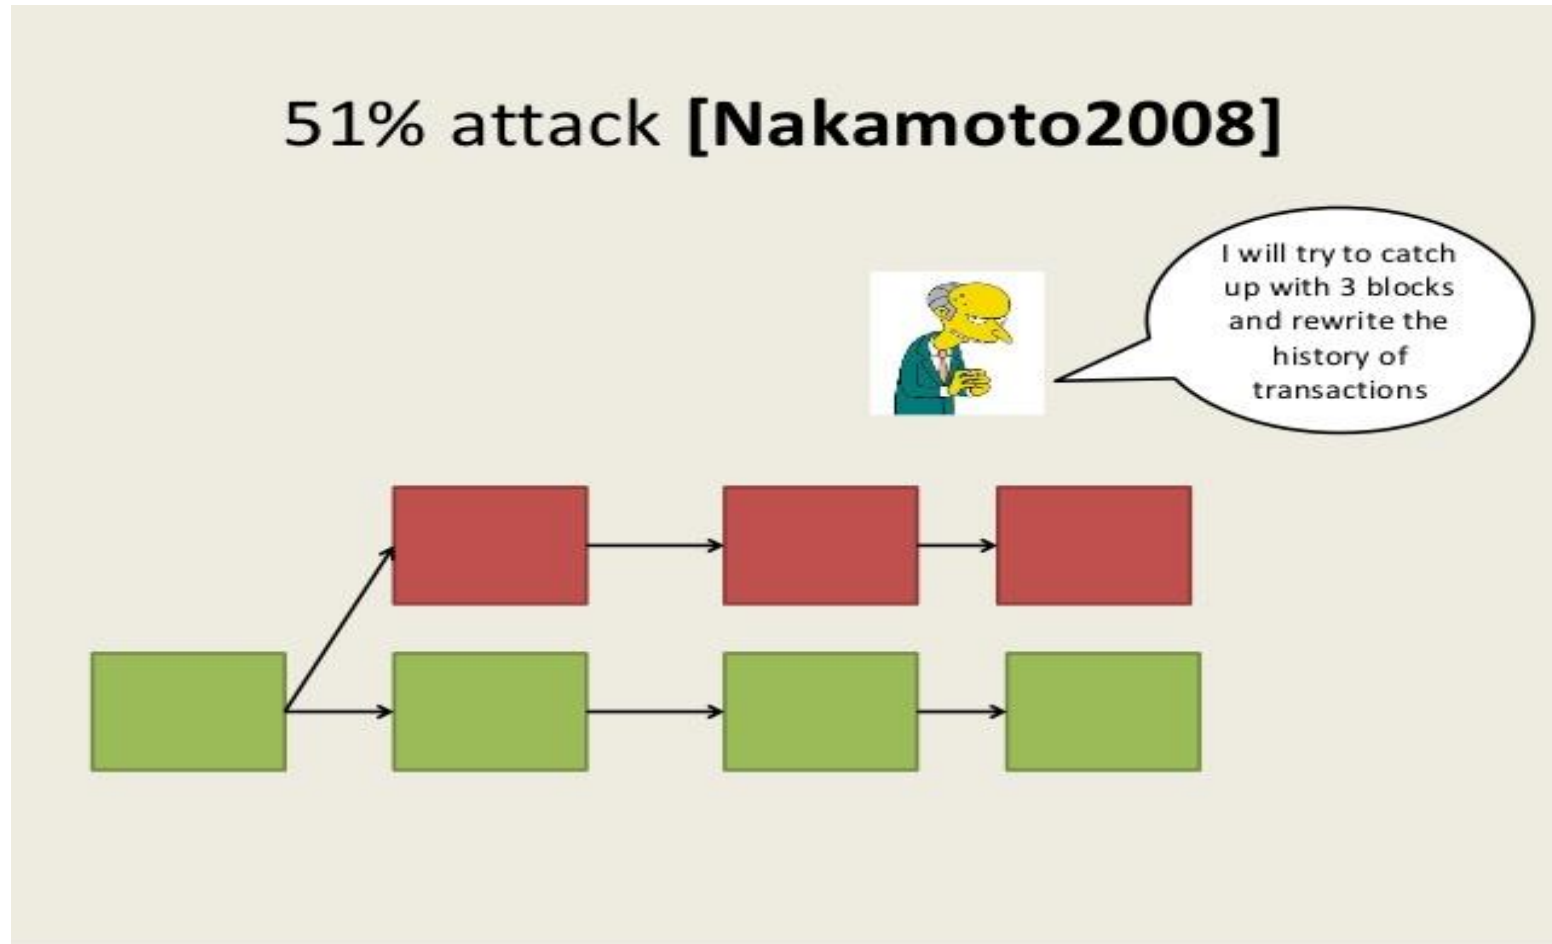 51% attack [Nakamoto2008]
I will try to catch
up with 3 blocks
and rewrite the
history of
transactions